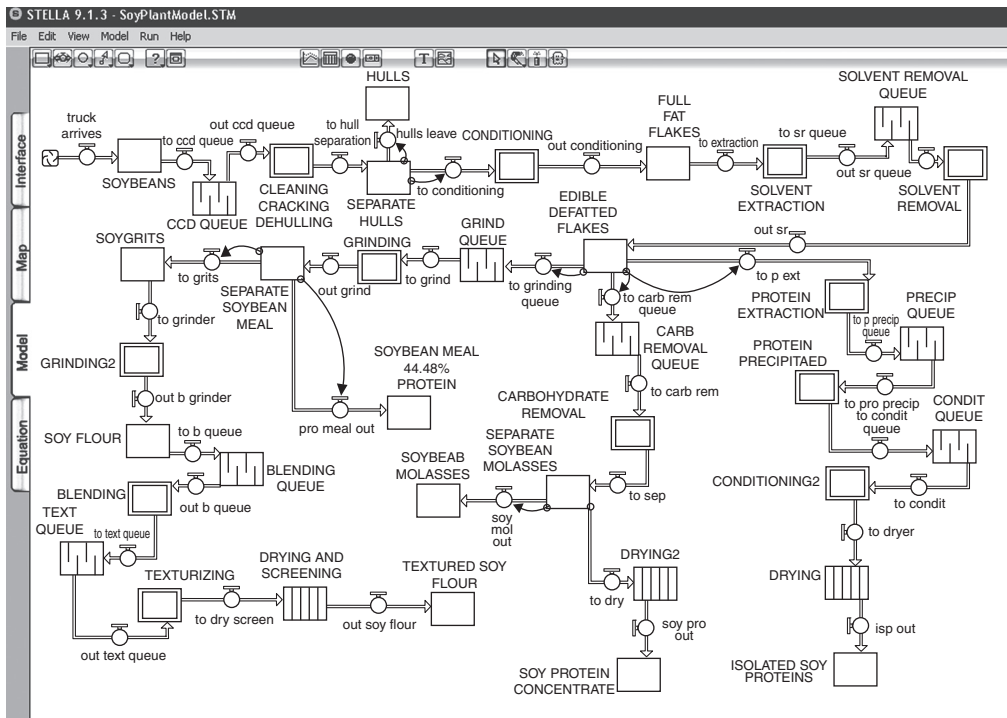 STELLA 9.1.3 - SoyPlantModel.STM
File Edit View Model Run Help
Interface
Map
Model
Equation
truck
arrives
SOYBEANS
to ccd queue
CCD QUEUE
out ccd queue
CLEANING
CRACKING
DEHULLING
to hull
separation
HULLS
hulls leave
SEPARATE
HULLS
to conditioning
CONDITIONING
out conditioning
FULL
FAT
FLAKES
to extraction
SOLVENT
EXTRACTION
to sr queue
SOLVENT REMOVAL
QUEUE
out sr queue
SOLVENT
REMOVAL
out sr
EDIBLE
DEFATTED
FLAKES
to grinding
queue
GRIND
QUEUE
to grind
GRINDING
out grind
SEPARATE
SOYBEAN
MEAL
to grits
SOYGRITS
to grinder
GRINDING2
out b grinder
SOY FLOUR
to b queue
BLENDING
QUEUE
out b queue
BLENDING
to text queue
TEXT
QUEUE
out text queue
TEXTURIZING
to dry screen
DRYING AND
SCREENING
out soy flour
TEXTURED SOY
FLOUR
pro meal out
SOYBEAN MEAL
44.48%
PROTEIN
to carb rem
queue
CARB
REMOVAL
QUEUE
to carb rem
CARBOHYDRATE
REMOVAL
to sep
SEPARATE
SOYBEAN
MOLASSES
soy
mol
out
SOYBEAB
MOLASSES
to dry
DRYING2
soy pro
out
SOY PROTEIN
CONCENTRATE
to p ext
PROTEIN
EXTRACTION
to p precip
queue
PRECIP
QUEUE
to pro precip
PROTEIN
PRECIPITAED
to condit
queue
CONDIT
QUEUE
to condit
CONDITIONING2
to dryer
DRYING
isp out
ISOLATED SOY
PROTEINS